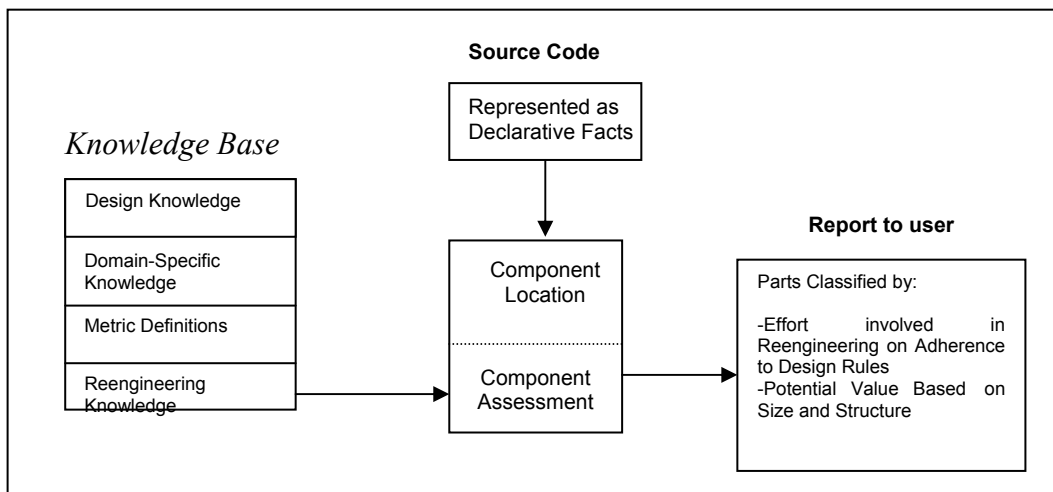 Source Code
Represented as
Declarative Facts
Knowledge Base
Design Knowledge
Domain-Specific
Knowledge
Metric Definitions
Reengineering
Knowledge
Component
Location
Component
Assessment
Report to user
Parts Classified by:
-Effort involved in
Reengineering on Adherence
to Design Rules
-Potential Value Based on
Size and Structure